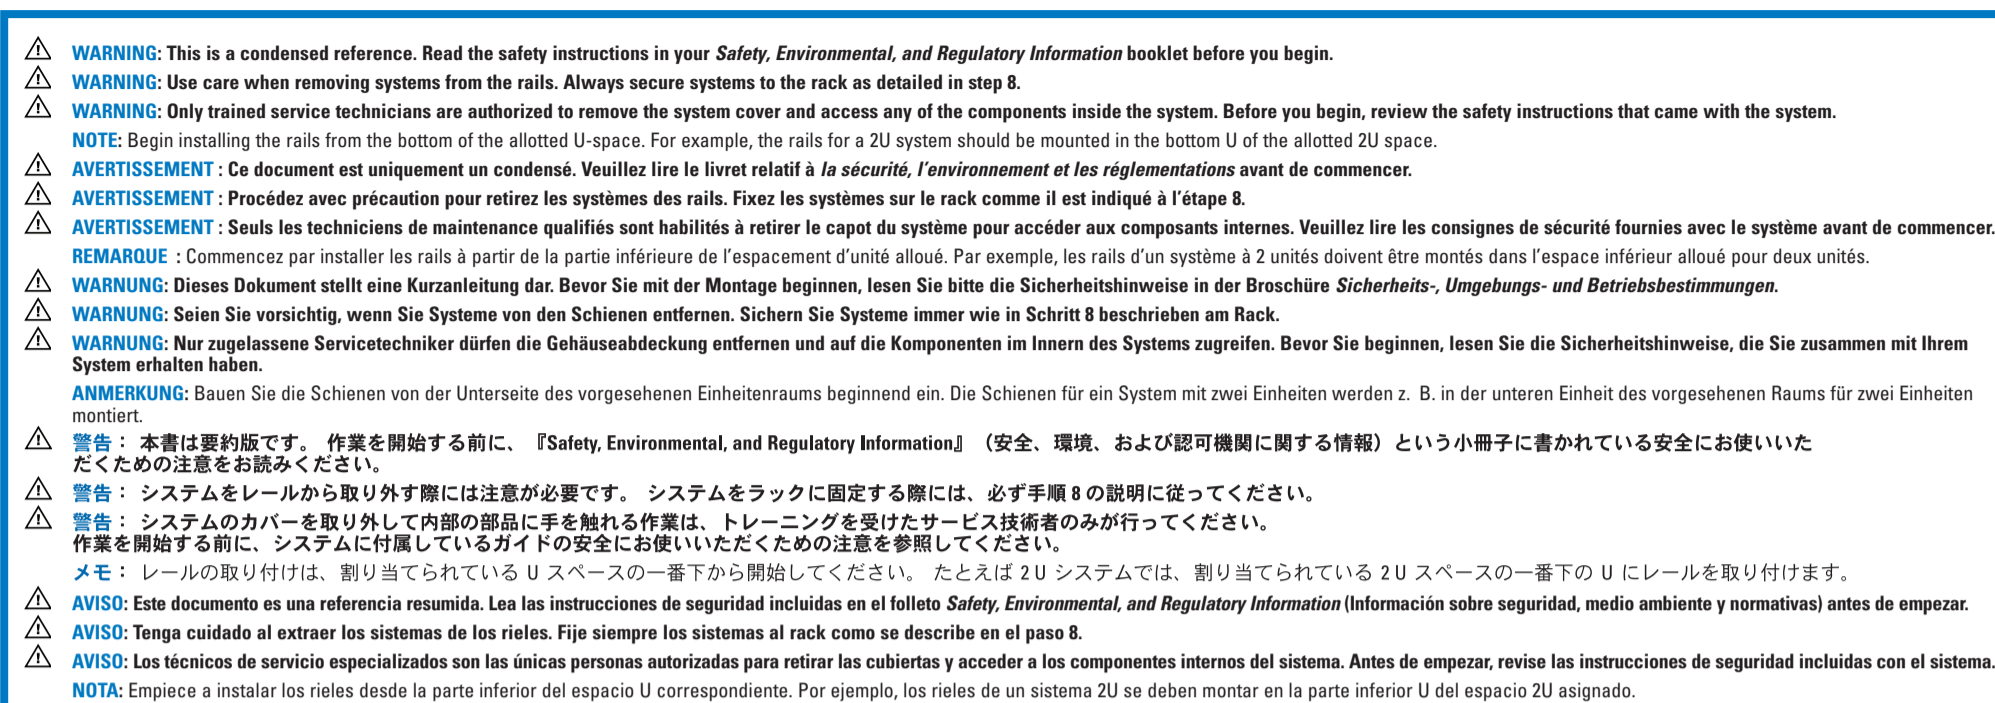 WARNING: This is a condensed reference. Read the safety instructions in your Safety, Environmental, and Regulatory Information booklet before you begin.
WARNING: Use care when removing systems from the rails. Always secure systems to the rack as detailed in step 8.
WARNING: Only trained service technicians are authorized to remove the system cover and access any of the components inside the system. Before you begin, review the safety instructions that came with the system.
NOTE: Begin installing the rails from the bottom of the allotted U-space. For example, the rails for a 2U system should be mounted in the bottom U of the allotted 2U space.
AVERTISSEMENT : Ce document est uniquement un condensé. Veuillez lire le livret relatif à la sécurité, l'environnement et les réglementations avant de commencer.
AVERTISSEMENT : Procédez avec précaution pour retirez les systèmes des rails. Fixez les systèmes sur le rack comme il est indiqué à l'étape 8.
AVERTISSEMENT : Seuls les techniciens de maintenance qualifiés sont habilités à retirer le capot du système pour accéder aux composants internes. Veuillez lire les consignes de sécurité fournies avec le système avant de commencer.
REMARQUE : Commencez par installer les rails à partir de la partie inférieure de l'espacement d'unité alloué. Par exemple, les rails d'un système à 2 unités doivent être montés dans l'espace inférieur alloué pour deux unités.
WARNUNG: Dieses Dokument stellt eine Kurzanleitung dar. Bevor Sie mit der Montage beginnen, lesen Sie bitte die Sicherheitshinweise in der Broschüre Sicherheits-, Umgebungs- und Betriebsbestimmungen.
WARNUNG: Seien Sie vorsichtig, wenn Sie Systeme von den Schienen entfernen. Sichern Sie Systeme immer wie in Schritt 8 beschrieben am Rack.
WARNUNG: Nur zugelassene Servicetechniker dürfen die Gehäuseabdeckung entfernen und auf die Komponenten im Innern des Systems zugreifen. Bevor Sie beginnen, lesen Sie die Sicherheitshinweise, die Sie zusammen mit Ihrem
System erhalten haben.
ANMERKUNG: Bauen Sie die Schienen von der Unterseite des vorgesehenen Einheitenraums beginnend ein. Die Schienen für ein System mit zwei Einheiten werden z. B. in der unteren Einheit des vorgesehenen Raums für zwei Einheiten
montiert.
警告： 本書は要約版です。 作業を開始する前に、『Safety, Environmental, and Regulatory Information』（安全、環境、および認可機関に関する情報）という小冊子に書かれている安全にお使いいた
だくための注意をお読みください。
警告： システムをレールから取り外す際には注意が必要です。 システムをラックに固定する際には、必ず手順 8 の説明に従ってください。
警告： システムのカバーを取り外して内部の部品に手を触れる作業は、トレーニングを受けたサービス技術者のみが行ってください。
作業を開始する前に、システムに付属しているガイドの安全にお使いいただくための注意を参照してください。
メモ： レールの取り付けは、割り当てられている U スペースの一番下から開始してください。 たとえば 2 U システムでは、割り当てられている 2 U スペースの一番下の U にレールを取り付けます。
AVISO: Este documento es una referencia resumida. Lea las instrucciones de seguridad incluidas en el folleto Safety, Environmental, and Regulatory Information (Información sobre seguridad, medio ambiente y normativas) antes de empezar.
AVISO: Tenga cuidado al extraer los sistemas de los rieles. Fije siempre los sistemas al rack como se describe en el paso 8.
AVISO: Los técnicos de servicio especializados son las únicas personas autorizadas para retirar las cubiertas y acceder a los componentes internos del sistema. Antes de empezar, revise las instrucciones de seguridad incluidas con el sistema.
NOTA: Empiece a instalar los rieles desde la parte inferior del espacio U correspondiente. Por ejemplo, los rieles de un sistema 2U se deben montar en la parte inferior U del espacio 2U asignado.